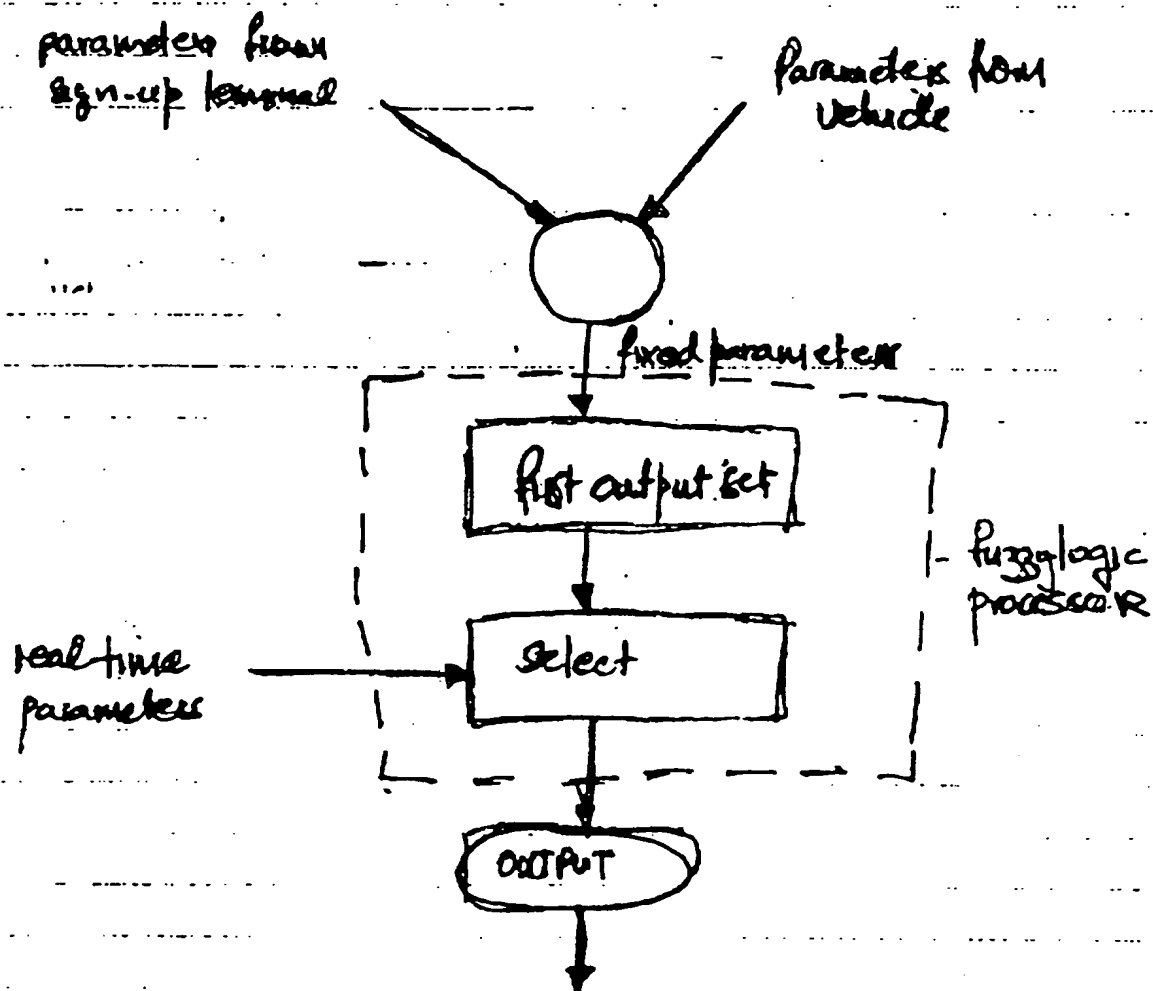 parameters from
sign-up terminal
Parameters from
vehicle
fixed parameters
first output set
fuzzy logic
processor
select
real time
parameters
OUTPUT